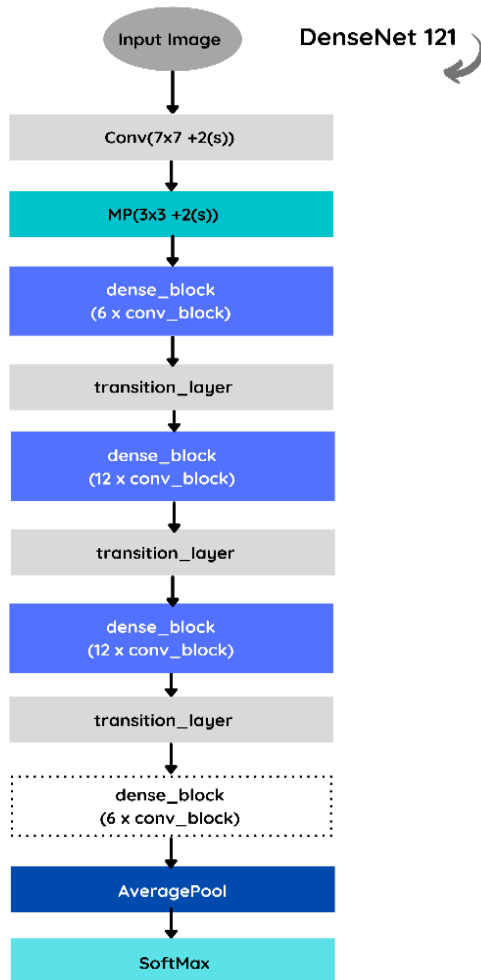 Input Image
DenseNet 121
Conv(7x7 +2(s))
MP(3x3 +2(s))
dense_block
(6 x conv_block)
transition_layer
dense_block
(12 x conv_block)
transition_layer
dense_block
(12 x conv_block)
transition_layer
dense_block
(6 x conv_block)
AveragePool
SoftMax